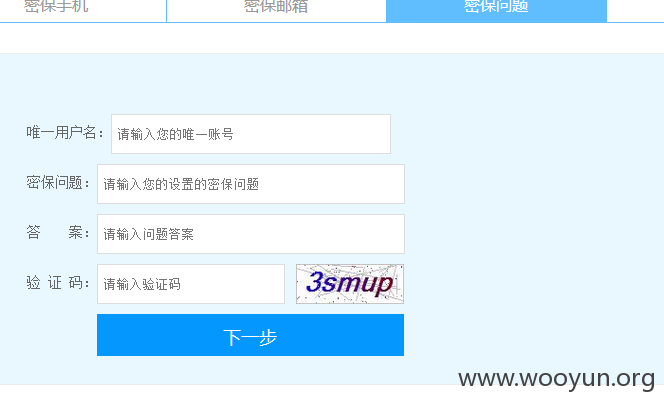 密保手机 密保邮箱 密保问题
唯一用户名： 请输入您的唯一账号
密保问题： 请输入您的设置的密保问题
答 案： 请输入问题答案
验 证 码： 请输入验证码 3smup
下一步
www.wooyun.org